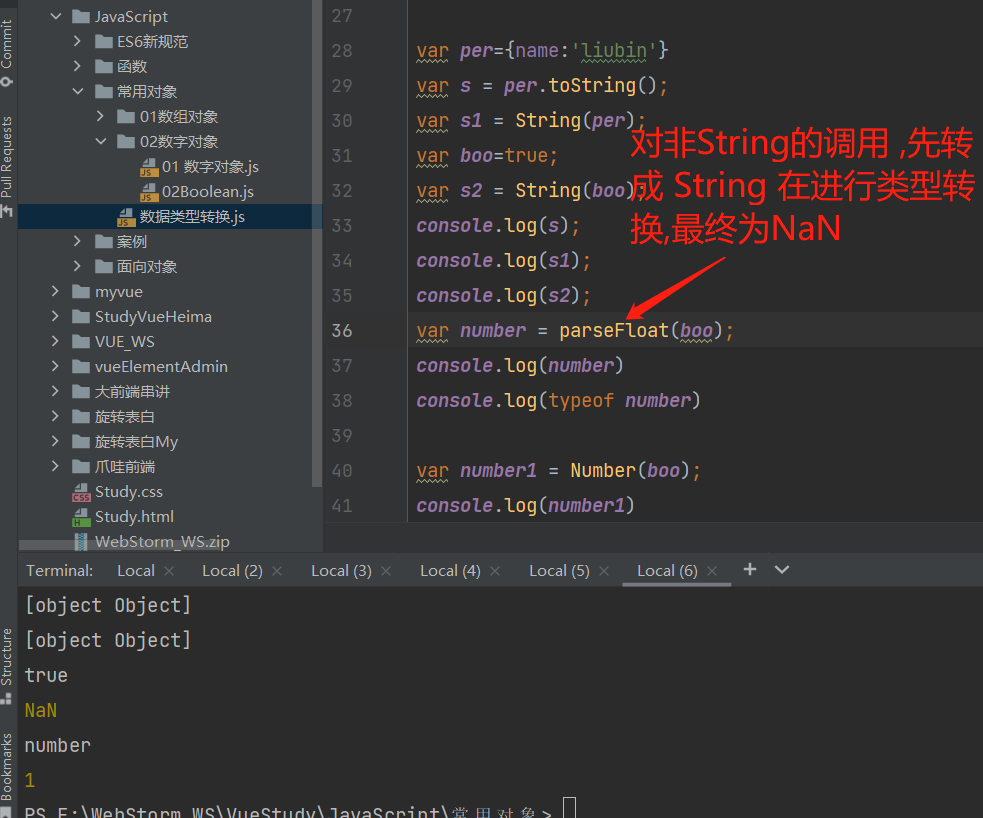 Commit
Pull Requests
Structure
Bookmarks
JavaScript
ES6新规范
函数
常用对象
01数组对象
02数字对象
01 数字对象.js
02Boolean.js
数据类型转换.js
案例
面向对象
myvue
StudyVueHeima
VUE_WS
vueElementAdmin
大前端串讲
旋转表白
旋转表白My
爪哇前端
Study.css
Study.html
WebStorm_WS.zip
27
28 var per={name:'liubin'}
29 var s = per.toString();
30 var s1 = String(per);
31 var boo=true;
32 var s2 = String(boo);
33 console.log(s);
34 console.log(s1);
35 console.log(s2);
36 var number = parseFloat(boo);
37 console.log(number)
38 console.log(typeof number)
39
40 var number1 = Number(boo);
41 console.log(number1)
对非String的调用 ,先转
成 String 在进行类型转
换,最终为NaN
Terminal: Local × Local (2) × Local (3) × Local (4) × Local (5) × Local (6) × +
[object Object]
[object Object]
true
NaN
number
1
PS E:\WebStorm_WS\VueStudy\JavaScript\常用对象>